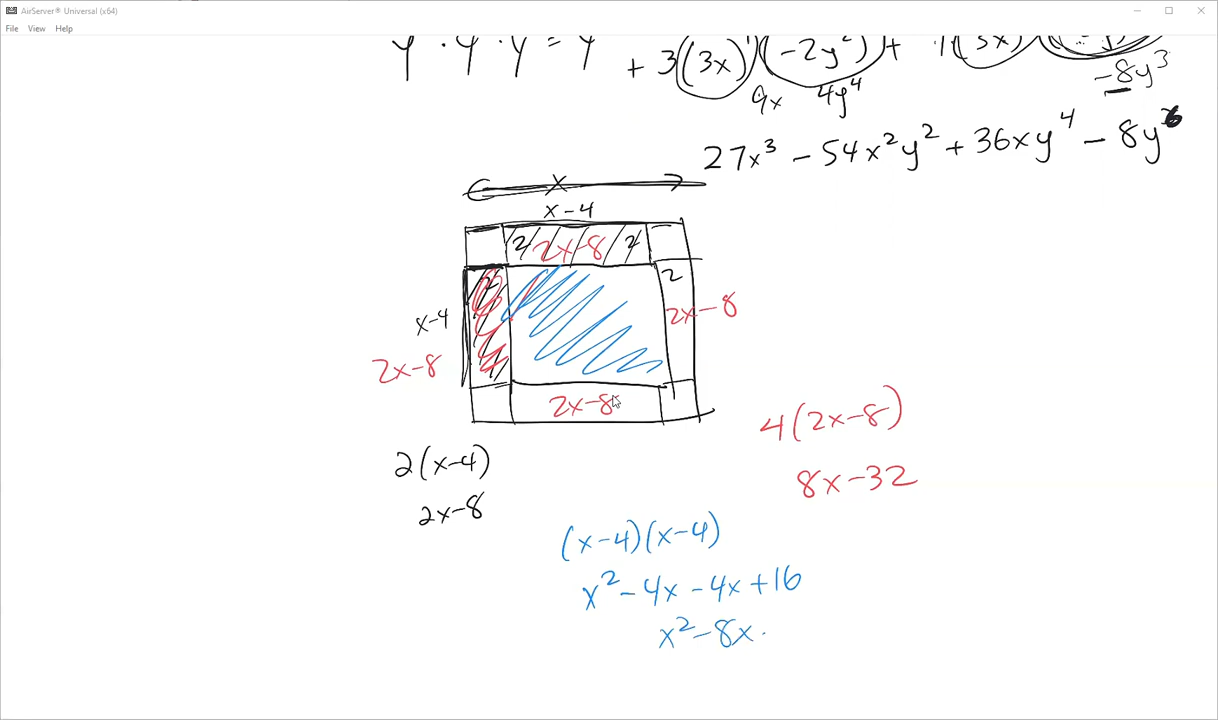 AirServer® Universal (x64)
File View Help
y · y · y = y
+ 3(3x)¹(-2y²) +
9x 4y⁴
-8y³
27x³ - 54x²y² + 36xy⁴ - 8y⁶
x
x-4
2 2x-8 2
2
x-4
2x-8
2x-8
2x-8
4(2x-8)
8x-32
2(x-4)
2x-8
(x-4)(x-4)
x² - 4x - 4x + 16
x² - 8x